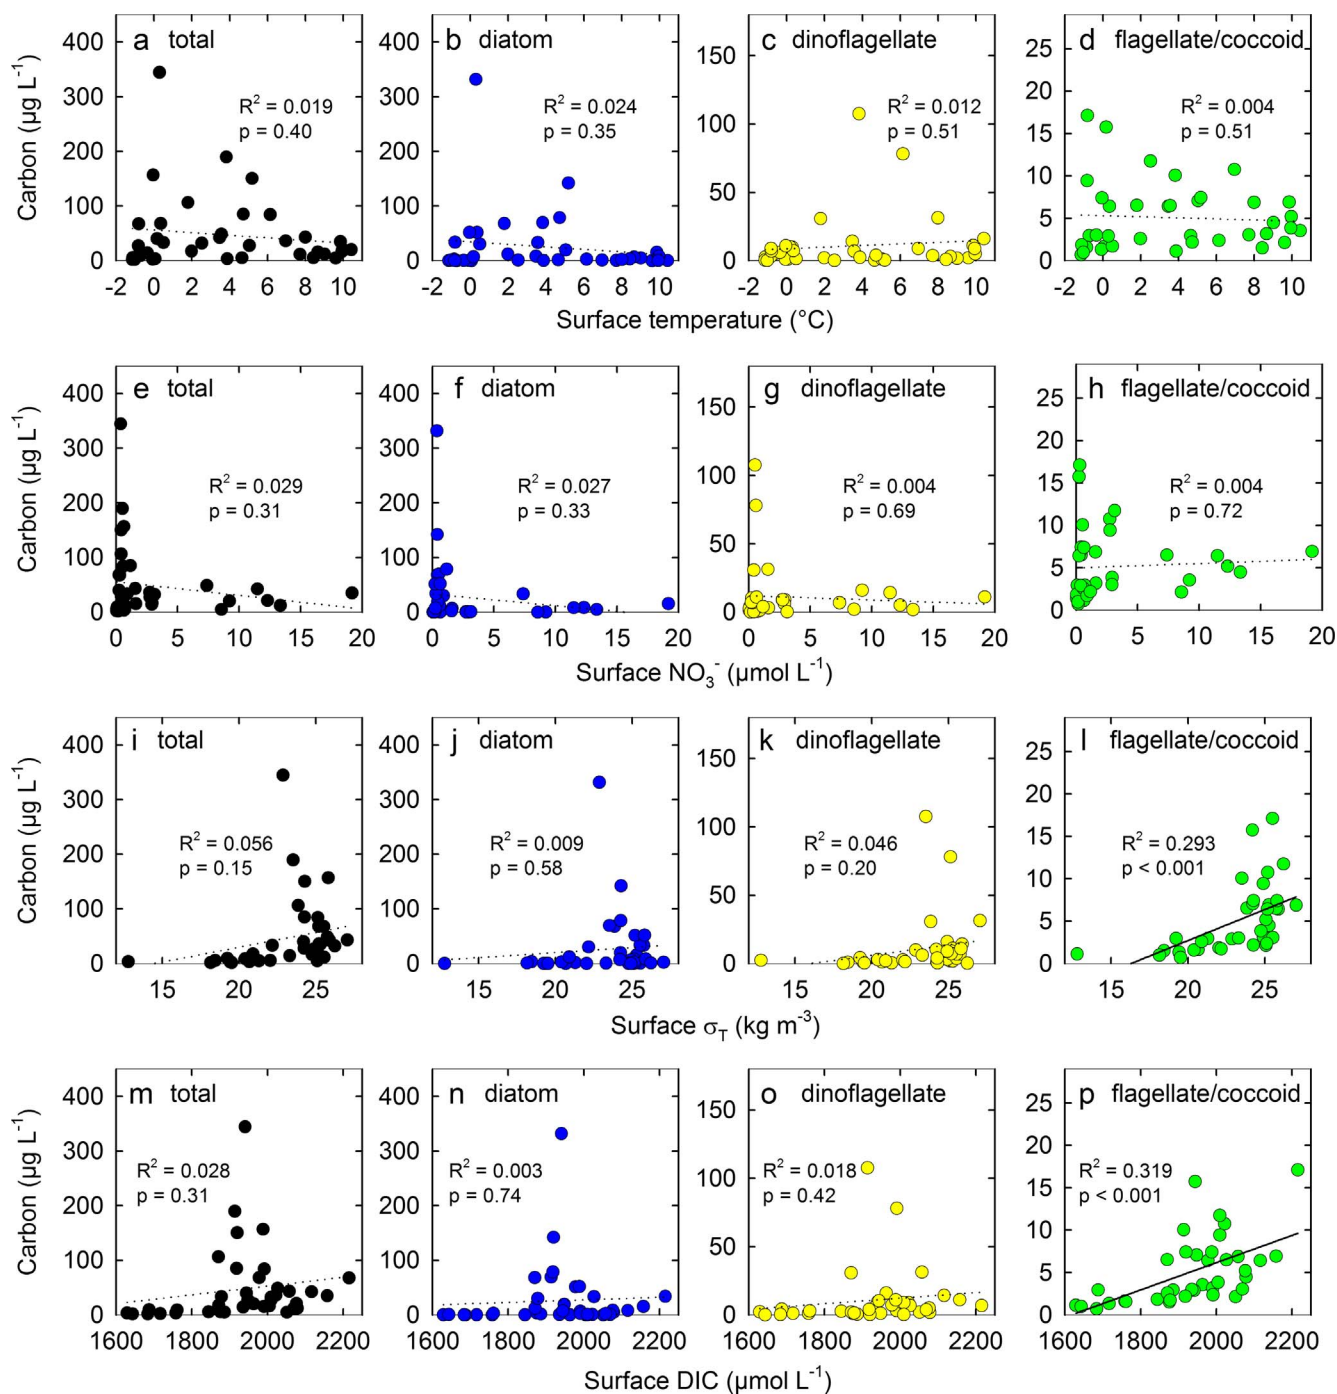 a total
b diatom
c dinoflagellate
d flagellate/coccoid
Carbon (µg L⁻¹)
400
300
200
100
0
R² = 0.019
p = 0.40
-2 0 2 4 6 8 10
400
300
200
100
0
R² = 0.024
p = 0.35
-2 0 2 4 6 8 10
150
100
50
0
R² = 0.012
p = 0.51
-2 0 2 4 6 8 10
25
20
15
10
5
0
R² = 0.004
p = 0.51
-2 0 2 4 6 8 10
Surface temperature (°C)
e total
f diatom
g dinoflagellate
h flagellate/coccoid
Carbon (µg L⁻¹)
400
300
200
100
0
R² = 0.029
p = 0.31
0 5 10 15 20
400
300
200
100
0
R² = 0.027
p = 0.33
0 5 10 15 20
150
100
50
0
R² = 0.004
p = 0.69
0 5 10 15 20
25
20
15
10
5
0
R² = 0.004
p = 0.72
0 5 10 15 20
Surface NO₃⁻ (µmol L⁻¹)
i total
j diatom
k dinoflagellate
l flagellate/coccoid
Carbon (µg L⁻¹)
400
300
200
100
0
R² = 0.056
p = 0.15
15 20 25
400
300
200
100
0
R² = 0.009
p = 0.58
15 20 25
150
100
50
0
R² = 0.046
p = 0.20
15 20 25
25
20
15
10
5
0
R² = 0.293
p < 0.001
15 20 25
Surface σ_T (kg m⁻³)
m total
n diatom
o dinoflagellate
p flagellate/coccoid
Carbon (µg L⁻¹)
400
300
200
100
0
R² = 0.028
p = 0.31
1600 1800 2000 2200
400
300
200
100
0
R² = 0.003
p = 0.74
1600 1800 2000 2200
150
100
50
0
R² = 0.018
p = 0.42
1600 1800 2000 2200
25
20
15
10
5
0
R² = 0.319
p < 0.001
1600 1800 2000 2200
Surface DIC (µmol L⁻¹)